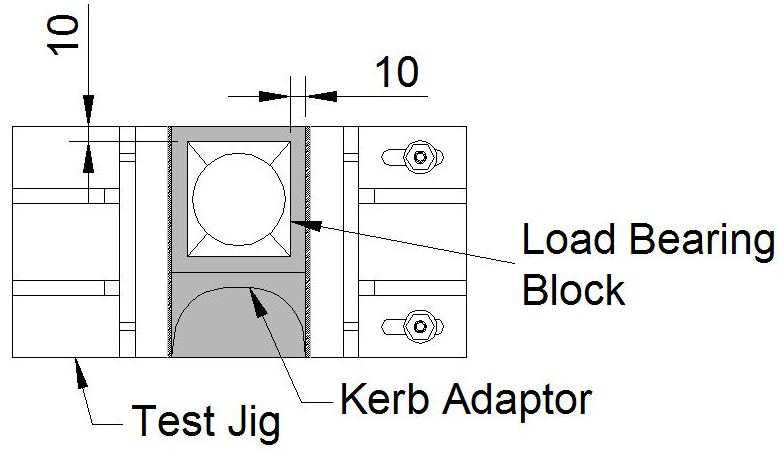 10
10
Load Bearing
Block
Kerb Adaptor
Test Jig